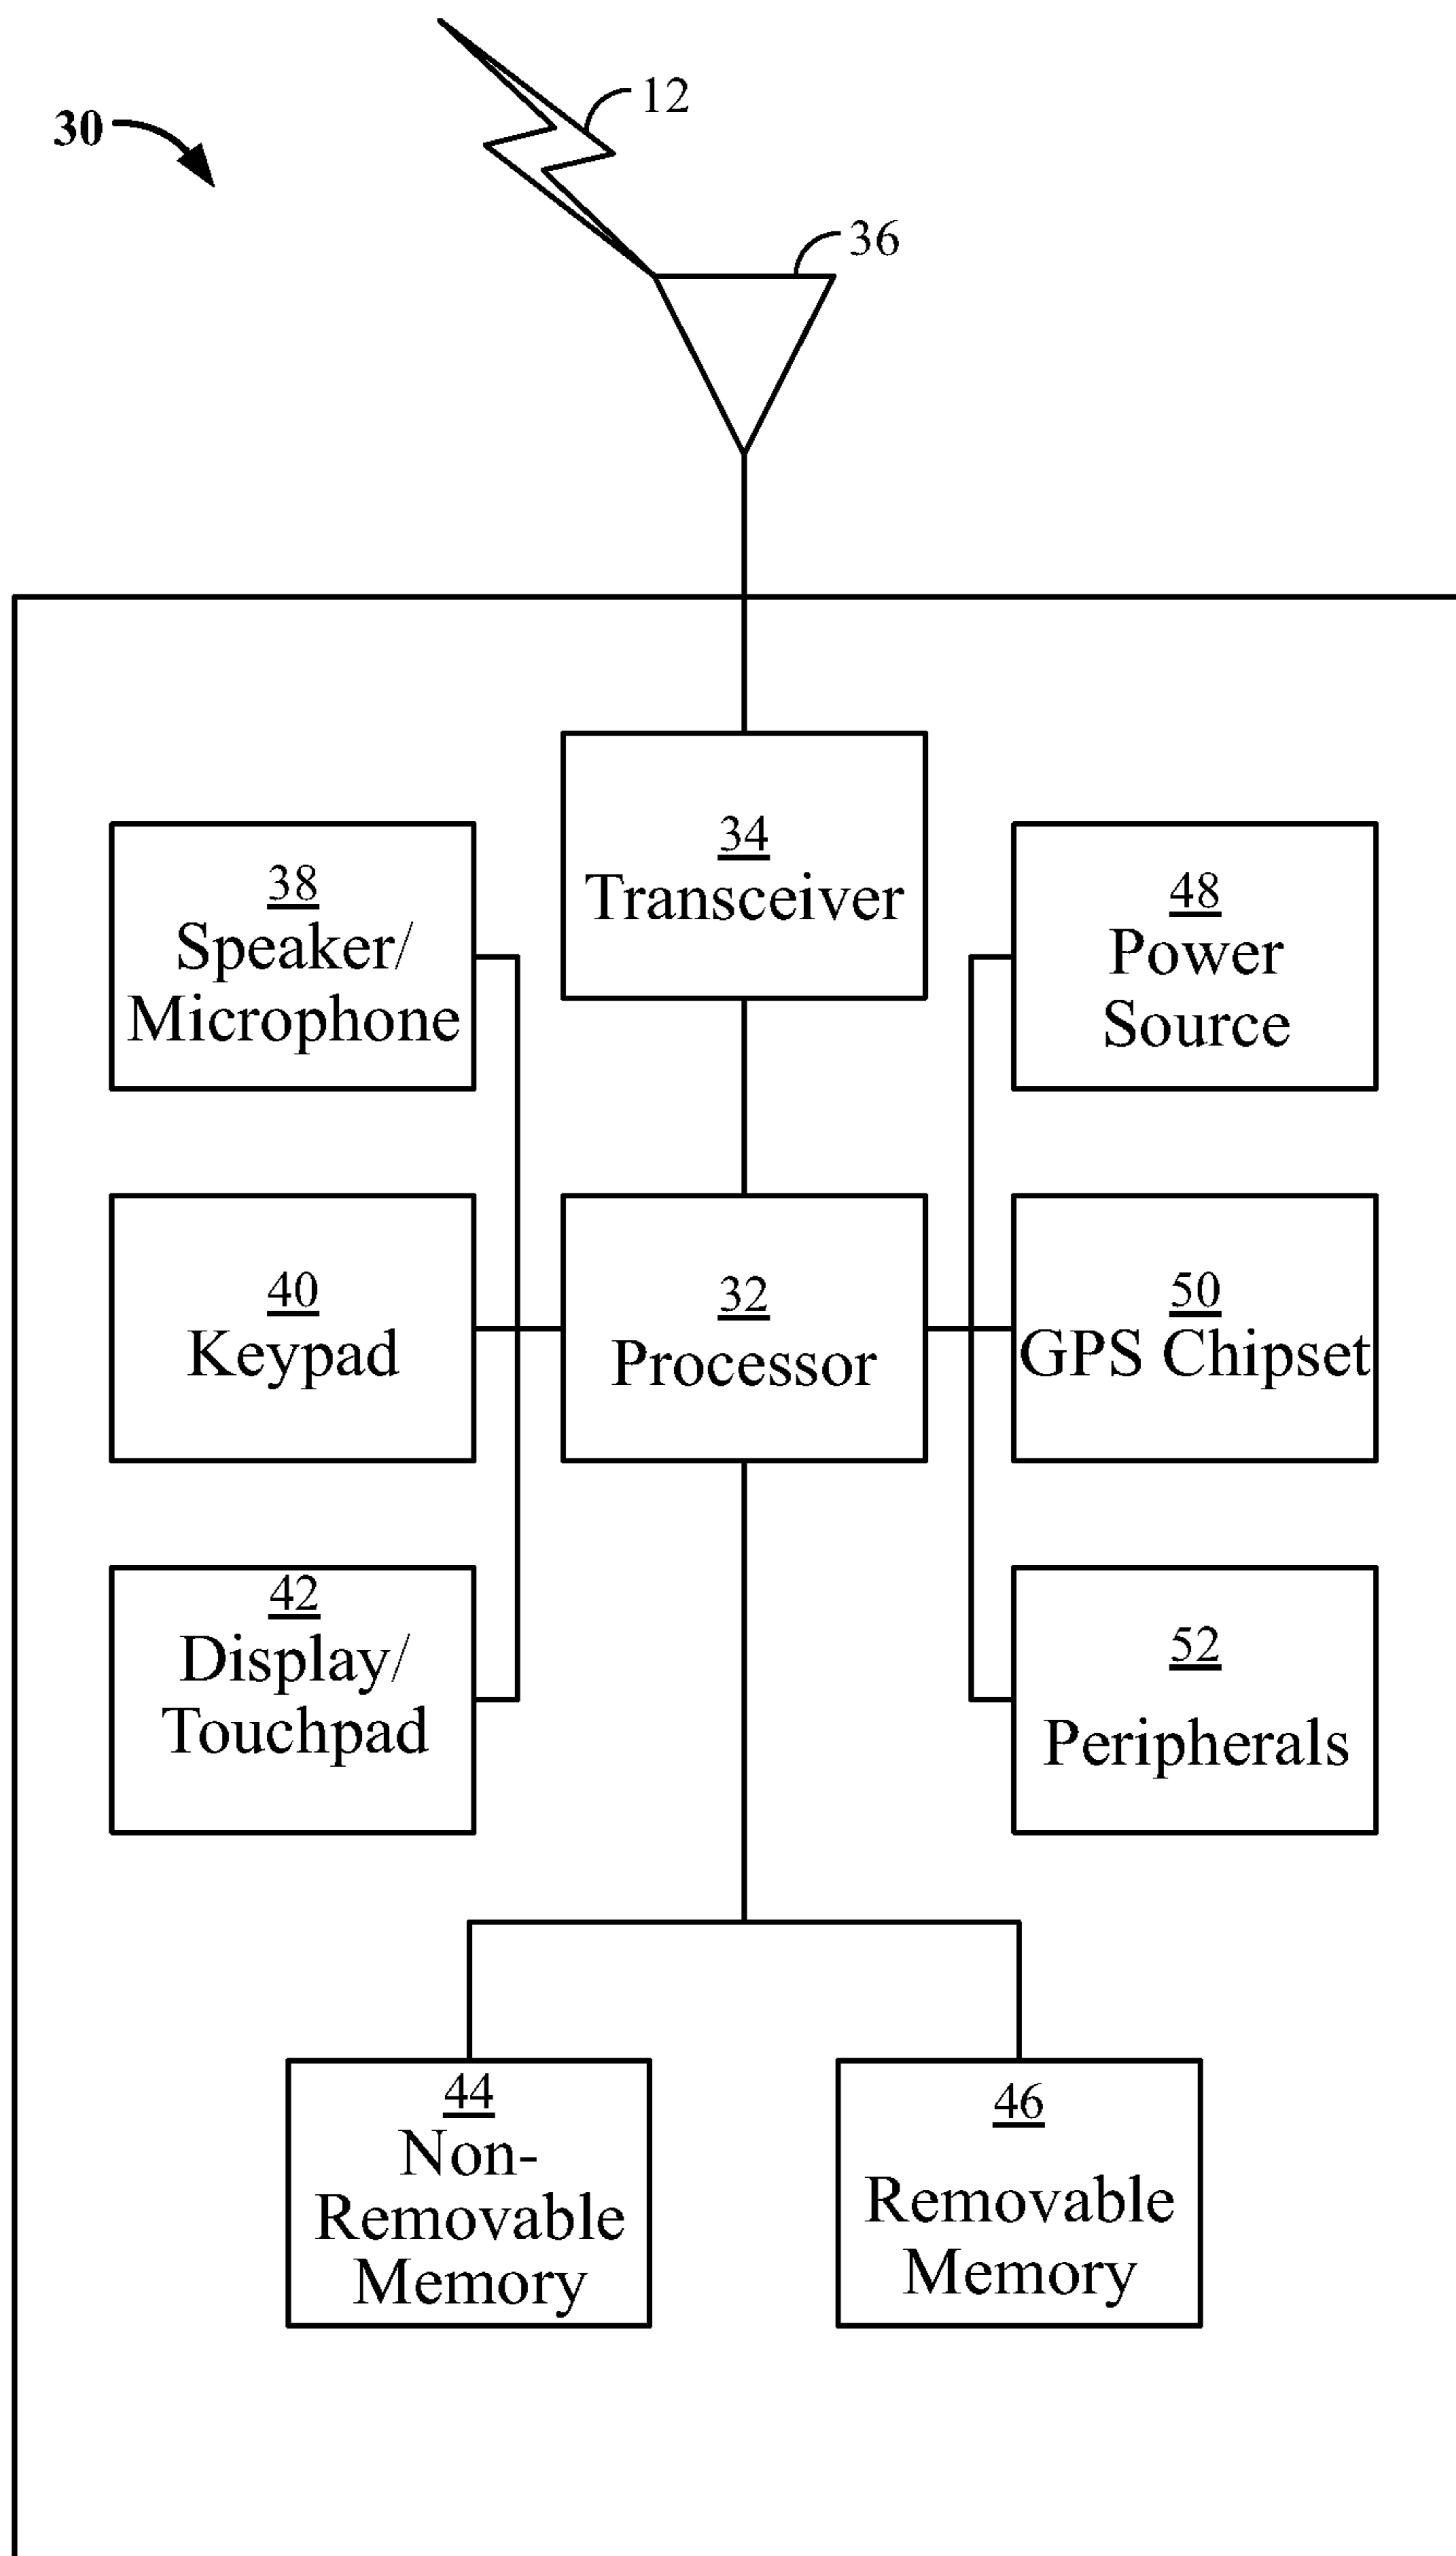 12
30
36
34
Transceiver
38
Speaker/
Microphone
48
Power
Source
40
Keypad
32
Processor
50
GPS Chipset
42
Display/
Touchpad
52
Peripherals
44
Non-
Removable
Memory
46
Removable
Memory